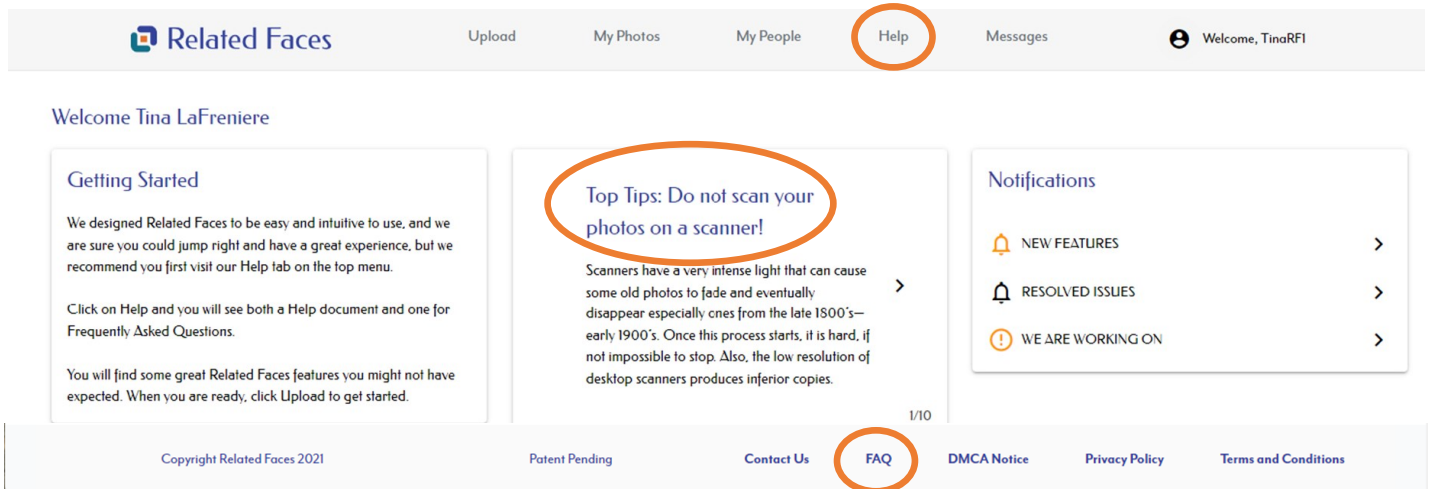 Related Faces
Upload
My Photos
My People
Help
Messages
Welcome, TinaRF1
Welcome Tina LaFreniere
Getting Started
We designed Related Faces to be easy and intuitive to use, and we
are sure you could jump right and have a great experience, but we
recommend you first visit our Help tab on the top menu.
Click on Help and you will see both a Help document and one for
Frequently Asked Questions.
You will find some great Related Faces features you might not have
expected. When you are ready, click Upload to get started.
Top Tips: Do not scan your
photos on a scanner!
Scanners have a very intense light that can cause
some old photos to fade and eventually
disappear especially ones from the late 1800's—
early 1900's. Once this process starts, it is hard, if
not impossible to stop. Also, the low resolution of
desktop scanners produces inferior copies.
1/10
Notifications
NEW FEATURES
RESOLVED ISSUES
WE ARE WORKING ON
Copyright Related Faces 2021
Patent Pending
Contact Us
FAQ
DMCA Notice
Privacy Policy
Terms and Conditions